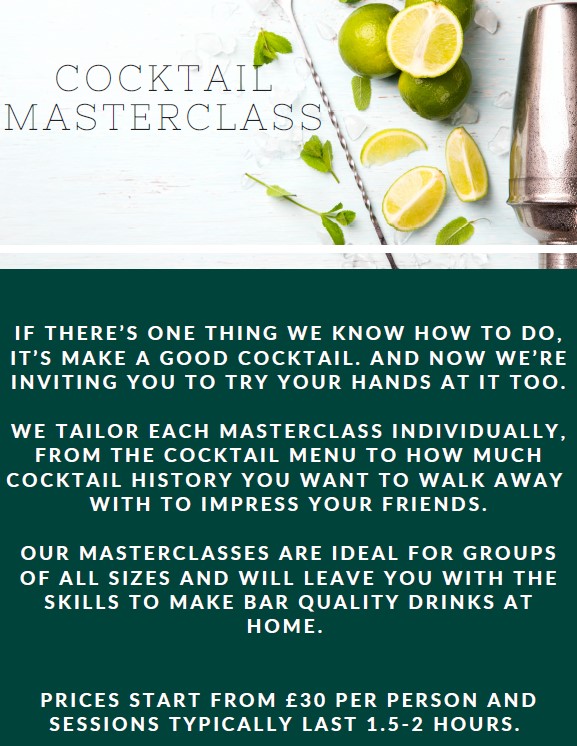 COCKTAIL
MASTERCLASS
IF THERE’S ONE THING WE KNOW HOW TO DO,
IT’S MAKE A GOOD COCKTAIL. AND NOW WE’RE
INVITING YOU TO TRY YOUR HANDS AT IT TOO.
WE TAILOR EACH MASTERCLASS INDIVIDUALLY,
FROM THE COCKTAIL MENU TO HOW MUCH
COCKTAIL HISTORY YOU WANT TO WALK AWAY
WITH TO IMPRESS YOUR FRIENDS.
OUR MASTERCLASSES ARE IDEAL FOR GROUPS
OF ALL SIZES AND WILL LEAVE YOU WITH THE
SKILLS TO MAKE BAR QUALITY DRINKS AT
HOME.
PRICES START FROM £30 PER PERSON AND
SESSIONS TYPICALLY LAST 1.5-2 HOURS.